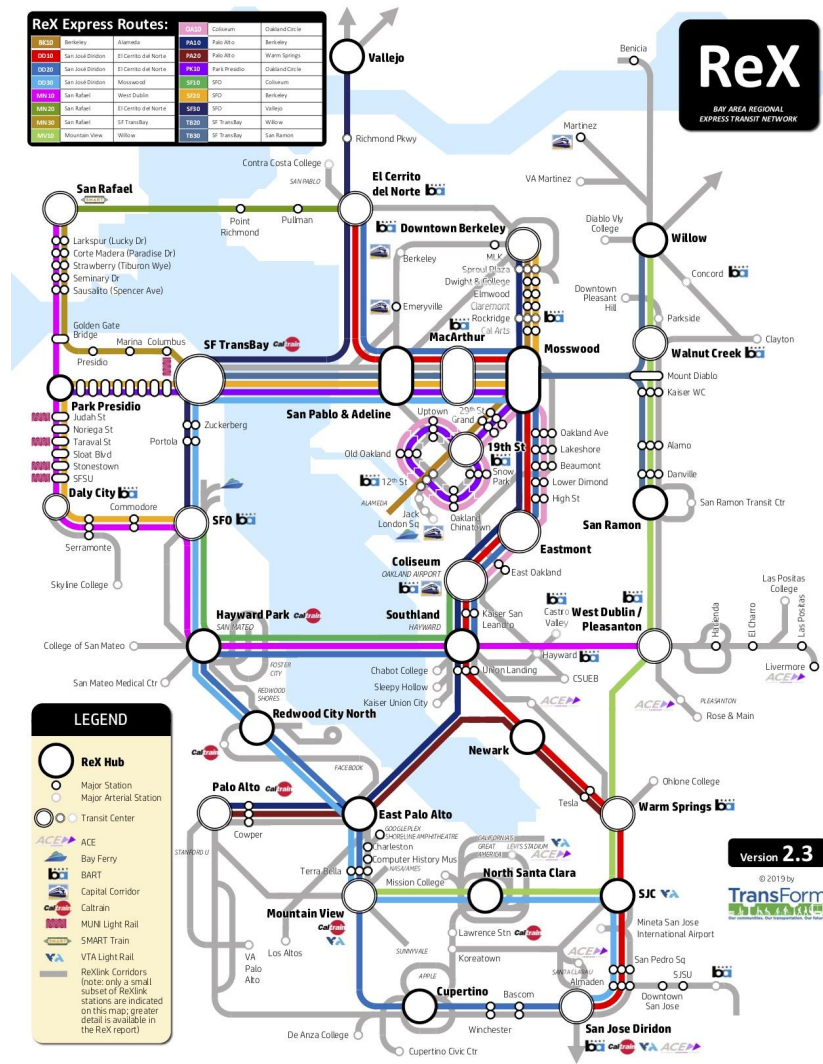 ReX Express Routes:
BK10 Berkeley Alameda
DD10 San José Diridon El Cerrito del Norte
DD20 San José Diridon El Cerrito del Norte
DD30 San José Diridon Mosswood
MN10 San Rafael West Dublin
MN20 San Rafael El Cerrito del Norte
MN30 San Rafael SF TransBay
MV10 Mountain View Willow
OA10 Coliseum Oakland Circle
PA10 Palo Alto Berkeley
PA20 Palo Alto Warm Springs
PK10 Park Presidio Oakland Circle
SF10 SFO Coliseum
SF20 SFO Berkeley
SF30 SFO Vallejo
TB20 SF TransBay Willow
TB30 SF TransBay San Ramon
ReX
BAY AREA REGIONAL
EXPRESS TRANSIT NETWORK
Vallejo
Benicia
Richmond Pkwy
Martinez
Contra Costa College
SAN PABLO
El Cerrito
del Norte
VA Martinez
San Rafael
SMART
Point
Richmond
Pullman
Downtown Berkeley
Diablo Vly
College
Willow
Larkspur (Lucky Dr)
Corte Madera (Paradise Dr)
Strawberry (Tiburon Wye)
Seminary Dr
Sausalito (Spencer Ave)
Berkeley
MLK
Sproul Plaza
Dwight & College
Elmwood
Claremont
Rockridge
Cal Arts
Emeryville
Concord
Downtown
Pleasant
Hill
Parkside
Clayton
Golden Gate
Bridge
Presidio
Marina
Columbus
SF TransBay
Caltrain
MacArthur
Mosswood
Walnut Creek
Mount Diablo
Kaiser WC
Park Presidio
San Pablo & Adeline
Judah St
Noriega St
Taraval St
Sloat Blvd
Stonestown
SFSU
Zuckerberg
Portola
Uptown
29th St
Grand
19th St
Old Oakland
12th St
Snow
Park
ALAMEDA
Jack
London Sq
Oakland
Chinatown
Oakland Ave
Lakeshore
Beaumont
Lower Dimond
High St
Alamo
Danville
San Ramon
San Ramon Transit Ctr
Daly City
Commodore
Serramonte
SFO
Skyline College
Eastmont
Coliseum
OAKLAND AIRPORT
East Oakland
Hayward Park
SAN MATEO
Caltrain
Southland
HAYWARD
Kaiser San
Leandro
Castro
Valley
West Dublin /
Pleasanton
Las Positas
College
Hacienda
El Charro
Las Positas
Livermore
ACE
College of San Mateo
San Mateo Medical Ctr
FOSTER
CITY
REDWOOD
SHORES
Chabot College
Sleepy Hollow
Kaiser Union City
Union Landing
Hayward
CSUEB
ACE
ACE
PLEASANTON
Rose & Main
Redwood City North
Caltrain
FACEBOOK
Newark
Palo Alto
Caltrain
Cowper
East Palo Alto
Tesla
Ohlone College
Warm Springs
STANFORD U
GOOGLEPLEX
SHORELINE AMPHITHEATRE
Charleston
Computer History Mus
NASA/AMES
Terra Bella
Mission College
CALIFORNIA'S
GREAT
AMERICA
LEVI'S STADIUM
ACE
North Santa Clara
SJC
Mountain View
Caltrain
Los Altos
VA
Palo
Alto
SUNNYVALE
Lawrence Stn
Caltrain
Koreatown
Mineta San Jose
International Airport
ACE
SANTA CLARA U
Almaden
San Pedro Sq
SJSU
Downtown
San Jose
APPLE
Cupertino
Bascom
Winchester
De Anza College
Cupertino Civic Ctr
San Jose Diridon
Caltrain
ACE
LEGEND
ReX Hub
Major Station
Major Arterial Station
Transit Center
ACE
Bay Ferry
BART
Capital Corridor
Caltrain
MUNI Light Rail
SMART Train
VTA Light Rail
ReXlink Corridors
(note: only a small
subset of ReXlink
stations are indicated
on this map; greater
detail is available in
the ReX report)
Version 2.3
© 2019 by
TransForm